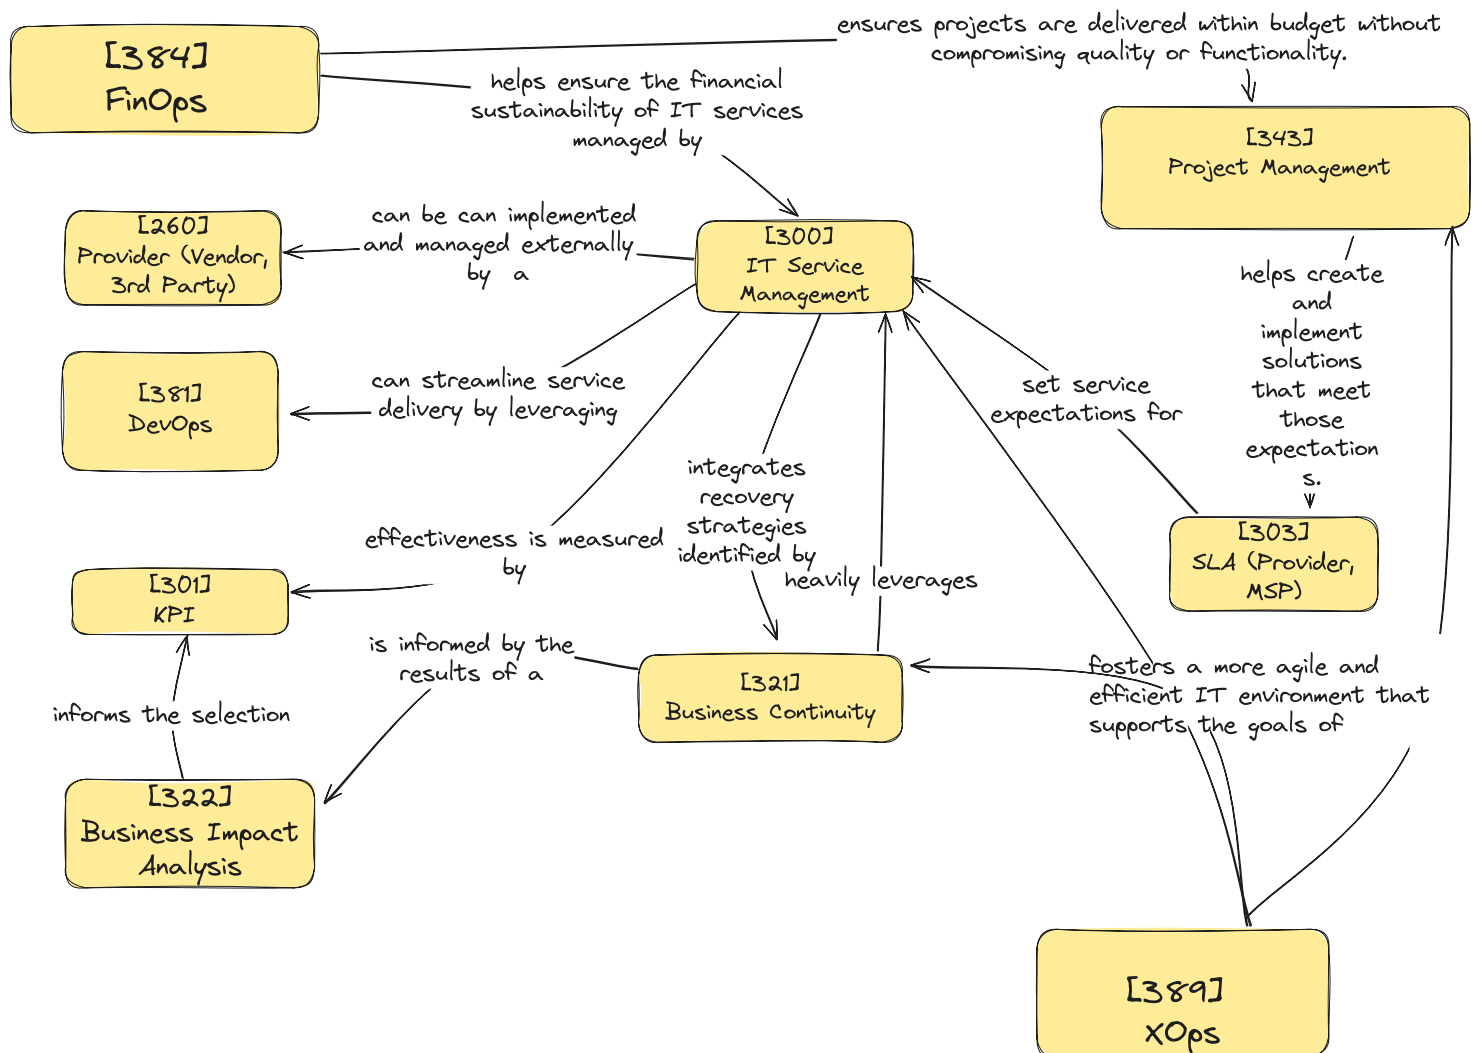 ensures projects are delivered within budget without
compromising quality or functionality.
[384]
FinOps
helps ensure the financial
sustainability of IT services
managed by
[343]
Project Management
[260]
Provider (Vendor,
3rd Party)
can be can implemented
and managed externally
by a
[300]
IT Service
Management
helps create
and
implement
solutions
that meet
those
expectation
s.
[381]
DevOps
can streamline service
delivery by leveraging
set service
expectations for
integrates
recovery
strategies
identified by
effectiveness is measured
by
heavily leverages
[303]
SLA (Provider,
MSP)
[301]
KPI
is informed by the
results of a
[321]
Business Continuity
fosters a more agile and
efficient IT environment that
supports the goals of
informs the selection
[322]
Business Impact
Analysis
[389]
XOps